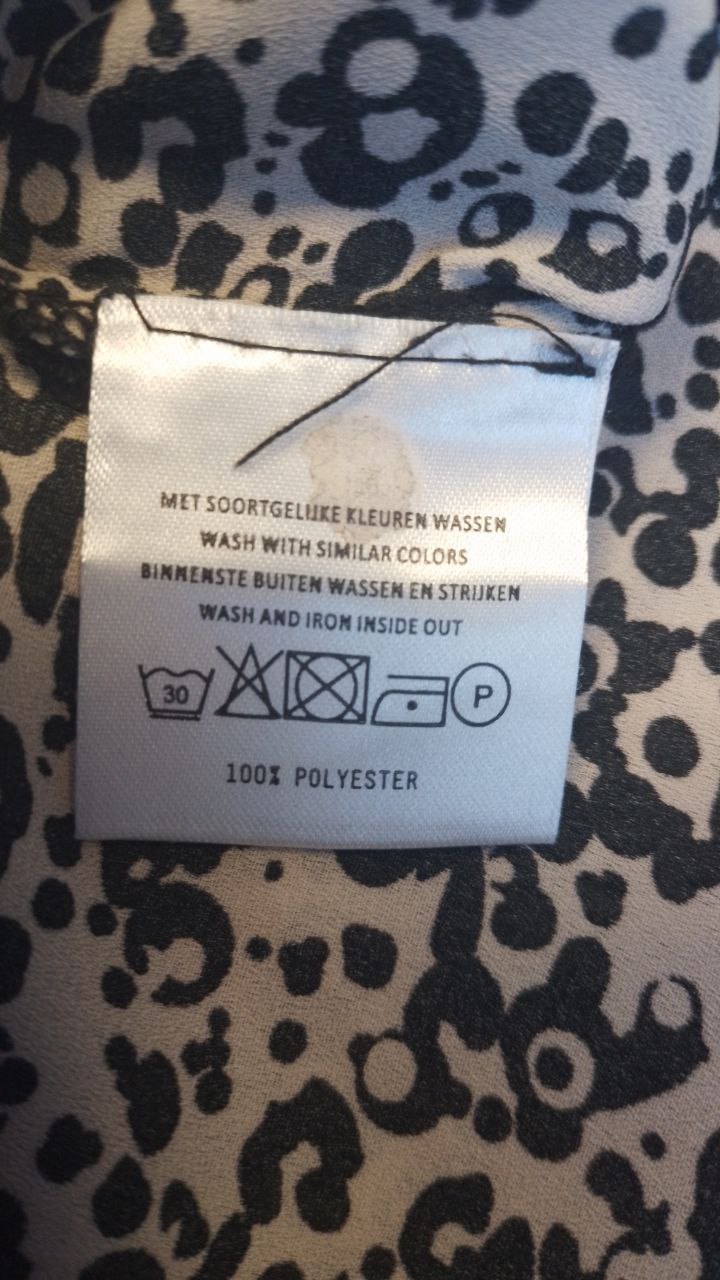 MET SOORTGELIJKE KLEUREN WASSEN
WASH WITH SIMILAR COLORS
BINNENSTE BUITEN WASSEN EN STRIJKEN
WASH AND IRON INSIDE OUT
30 P
100% POLYESTER